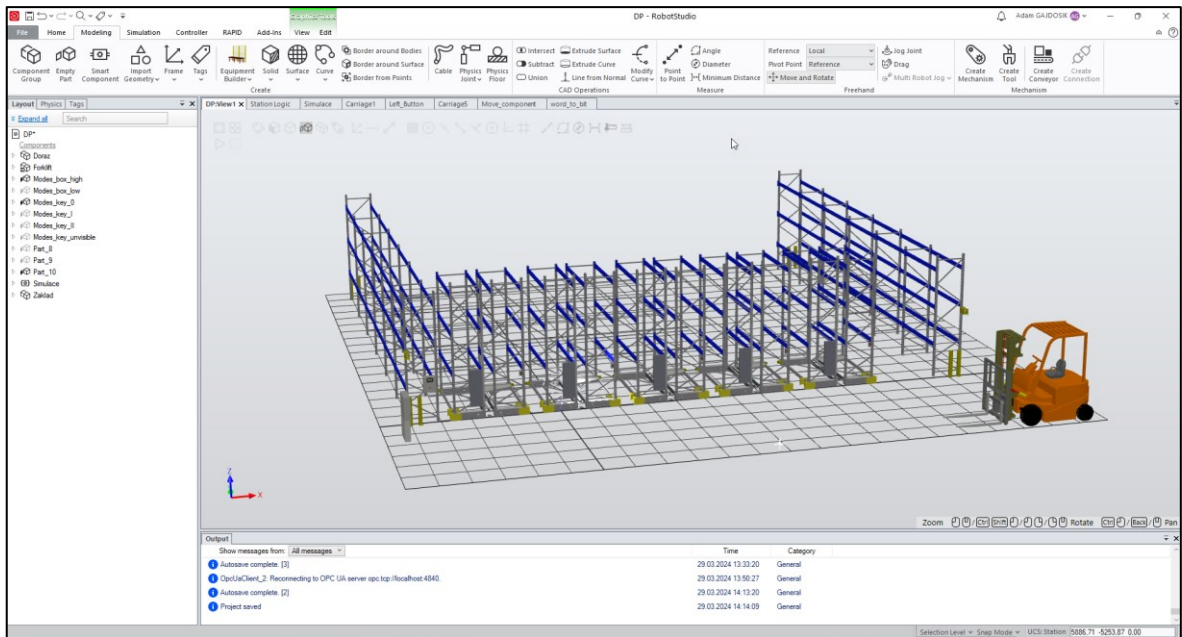 Graphics Tools
DP - RobotStudio
Adam GAJDOSIK AG
File Home Modeling Simulation Controller RAPID Add-Ins View Edit
Component Group
Empty Part
Smart Component
Import Geometry
Frame
Tags
Equipment Builder
Solid
Surface
Curve
Border around Bodies
Border around Surface
Border from Points
Cable
Physics Joint
Physics Floor
Intersect Extrude Surface
Subtract Extrude Curve
Union Line from Normal
Modify Curve
Point to Point
Angle
Diameter
Minimum Distance
Reference Local
Pivot Point Reference
Move and Rotate
Jog Joint
Drag
Multi Robot Jog
Create Mechanism
Create Tool
Create Conveyor
Create Connection
Create CAD Operations Measure Freehand Mechanism
Layout Physics Tags
DP:View1 Station Logic Simulace Carriage1 Left_Button Carriage5 Move_component word_to_bit
Expand all Search
DP*
Components
Doraz
Forklift
Modes_box_high
Modes_box_low
Modes_key_0
Modes_key_I
Modes_key_II
Modes_key_unvisible
Part_8
Part_9
Part_10
Simulace
Zaklad
Z
X
Zoom Ctrl Shift Rotate Ctrl Back Pan
Output
Show messages from: All messages Time Category
Autosave complete. [3] 29.03.2024 13:33:20 General
OpcUaClient_2: Reconnecting to OPC UA server opc.tcp://localhost:4840. 29.03.2024 13:50:27 General
Autosave complete. [2] 29.03.2024 14:13:20 General
Project saved 29.03.2024 14:14:09 General
Selection Level Snap Mode UCS: Station 5886,71 -5253,87 0,00